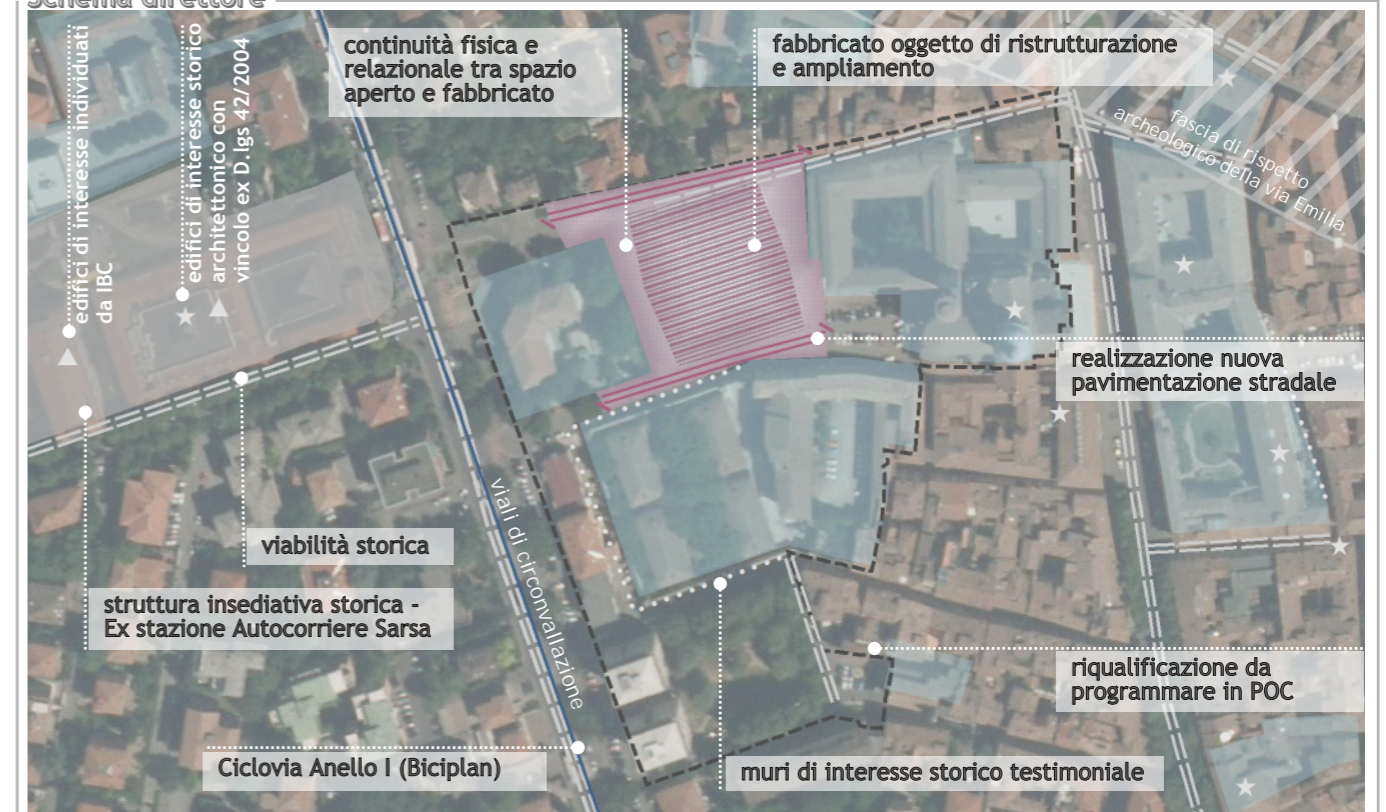 Schema direttore
edifici di interesse individuati
da IBC
edifici di interesse storico
architettonico con
vincolo ex D.lgs 42/2004
continuità fisica e
relazionale tra spazio
aperto e fabbricato
fabbricato oggetto di ristrutturazione
e ampliamento
fascia di rispetto
archeologico della via Emilia
realizzazione nuova
pavimentazione stradale
viabilità storica
viali di circonvallazione
struttura insediativa storica -
Ex stazione Autocorriere Sarsa
riqualificazione da
programmare in POC
Ciclovia Anello I (Biciplan)
muri di interesse storico testimoniale